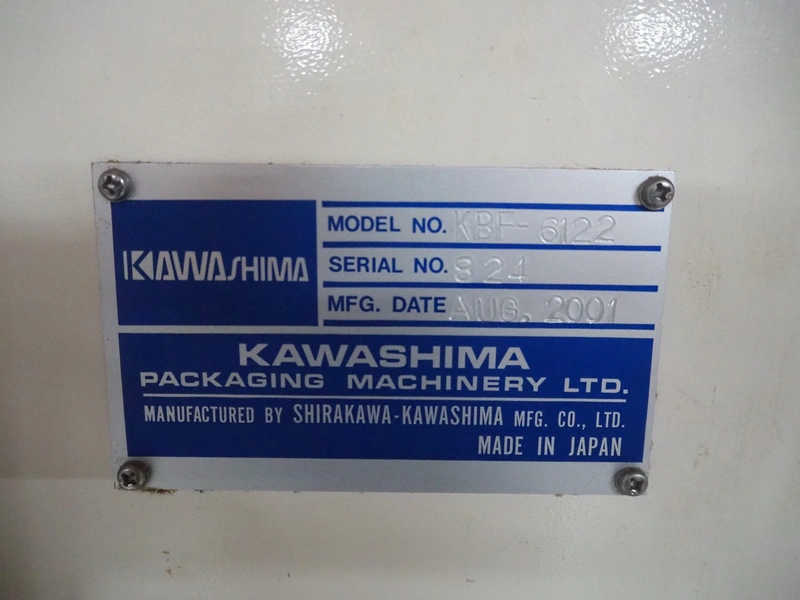 KAWASHIMA
MODEL NO. KBF-6122
SERIAL NO. 824
MFG. DATE AUG. 2001
KAWASHIMA
PACKAGING MACHINERY LTD.
MANUFACTURED BY SHIRAKAWA-KAWASHIMA MFG. CO., LTD.
MADE IN JAPAN